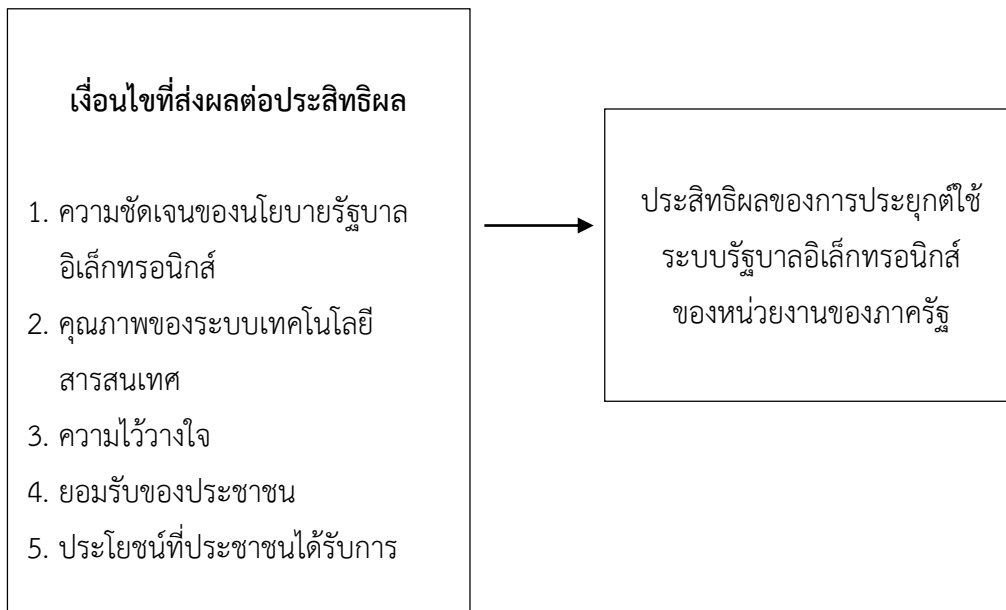 เงื่อนไขที่ส่งผลต่อประสิทธิผล
1. ความชัดเจนของนโยบายรัฐบาล
อิเล็กทรอนิกส์
2. คุณภาพของระบบเทคโนโลยี
สารสนเทศ
3. ความไว้วางใจ
4. ยอมรับของประชาชน
5. ประโยชน์ที่ประชาชนได้รับการ
ประสิทธิผลของการประยุกต์ใช้
ระบบรัฐบาลอิเล็กทรอนิกส์
ของหน่วยงานของภาครัฐ